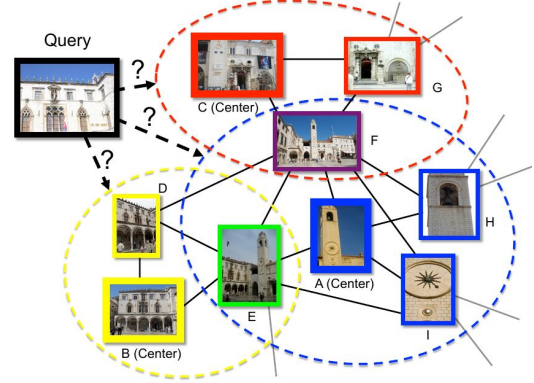 Query
?
?
?
C (Center)
G
F
D
H
A (Center)
E
I
B (Center)